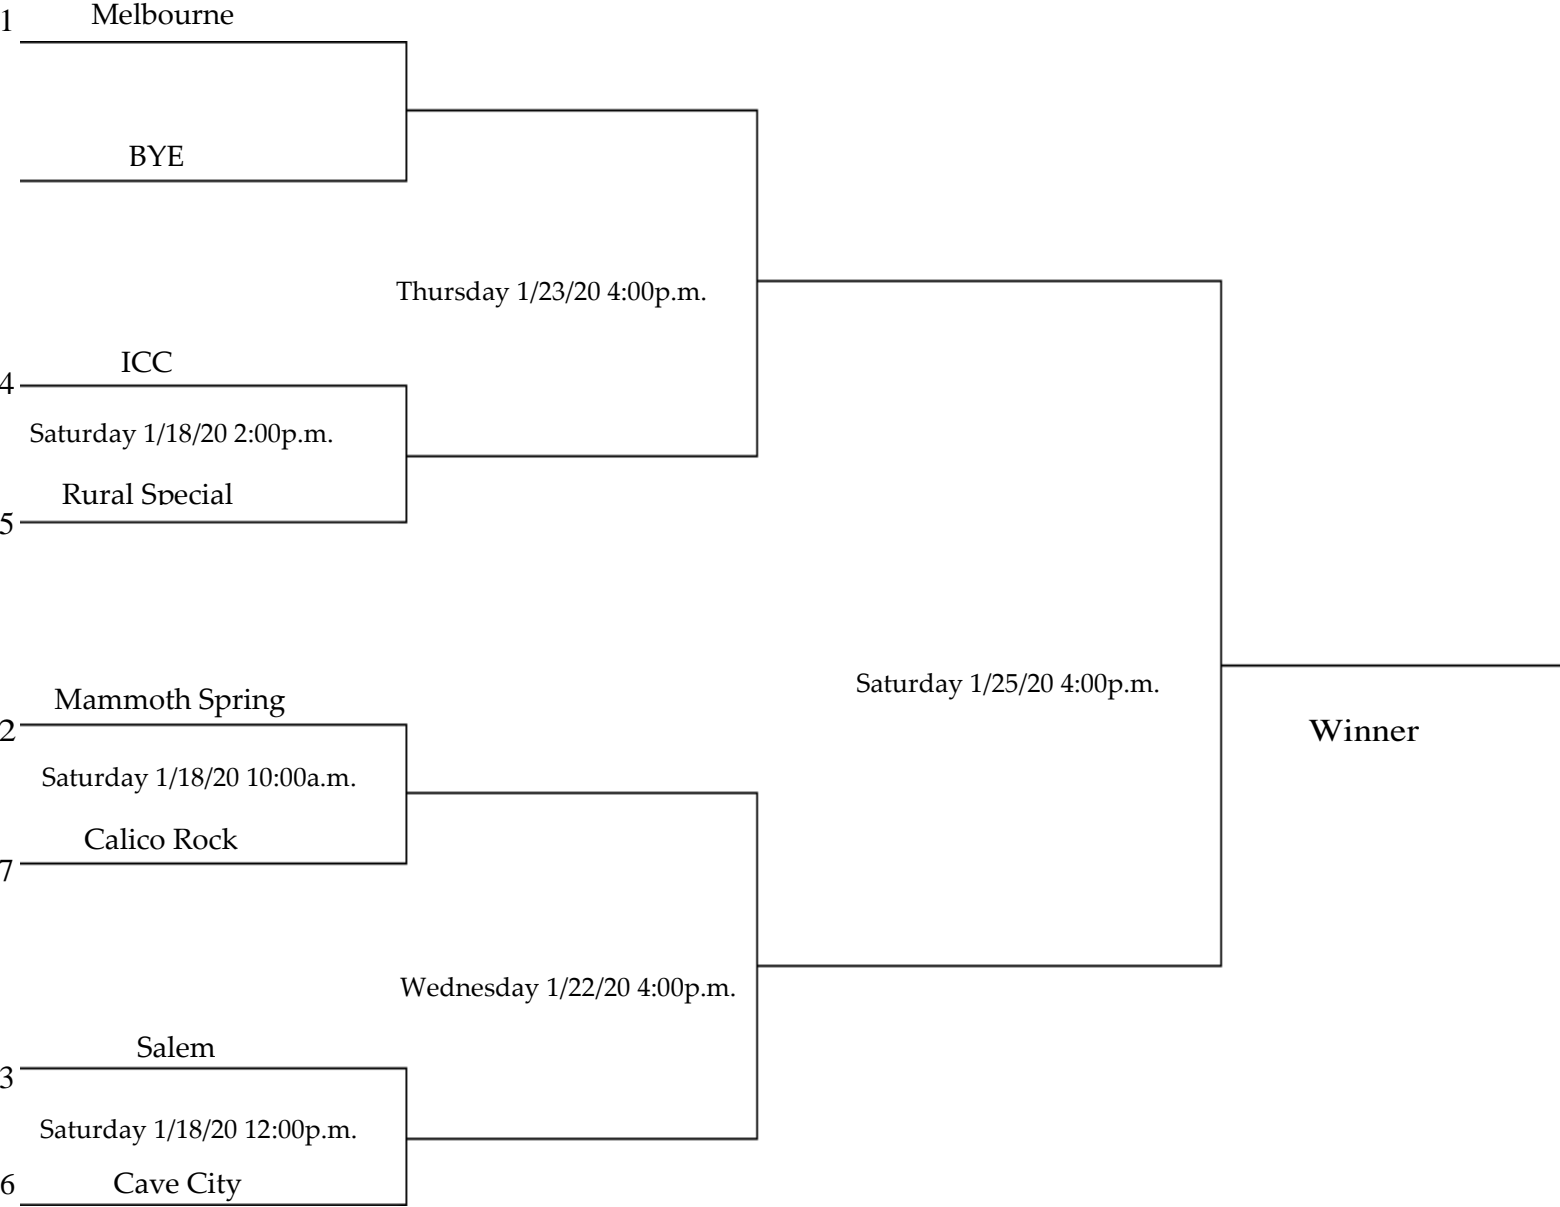 1 Melbourne
BYE
Thursday 1/23/20 4:00p.m.
ICC
4
Saturday 1/18/20 2:00p.m.
Rural Special
5
Mammoth Spring
Saturday 1/25/20 4:00p.m.
2
Winner
Saturday 1/18/20 10:00a.m.
Calico Rock
7
Wednesday 1/22/20 4:00p.m.
Salem
3
Saturday 1/18/20 12:00p.m.
6 Cave City